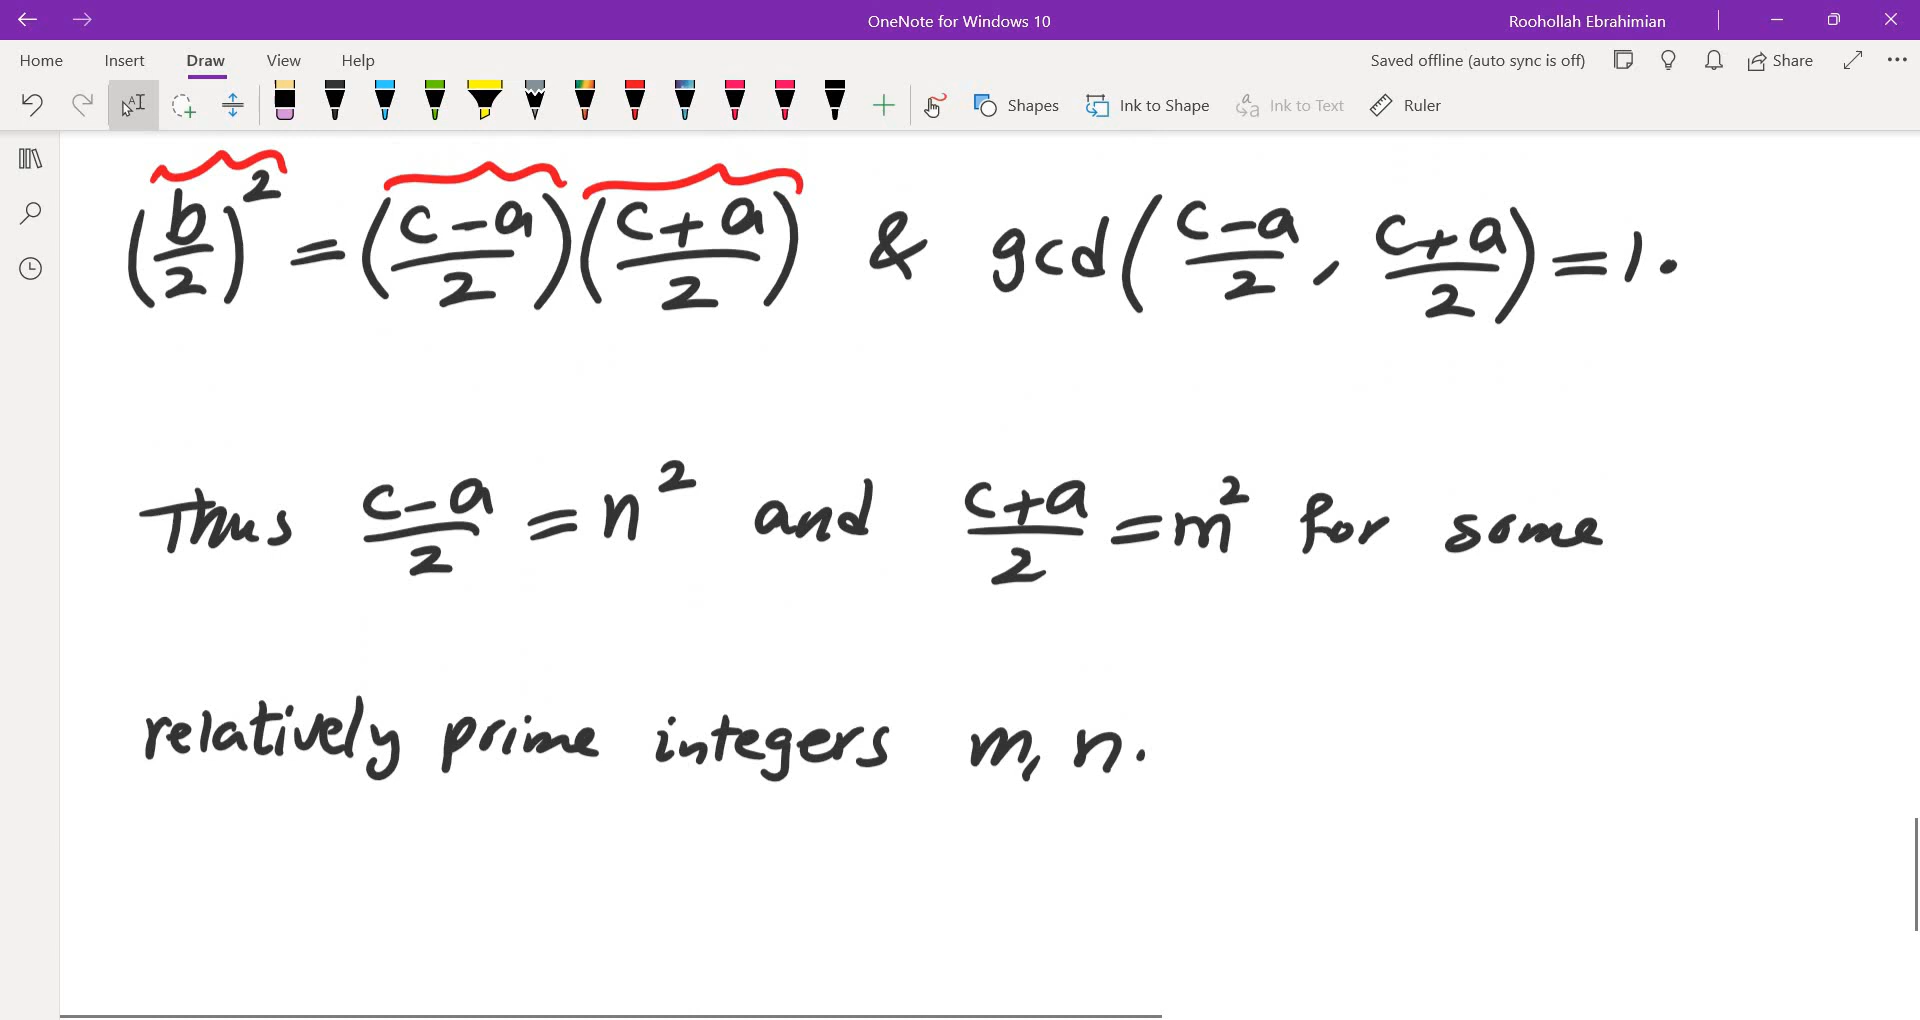 OneNote for Windows 10
Roohollah Ebrahimian
Home Insert Draw View Help
Saved offline (auto sync is off) Share
Shapes Ink to Shape Ink to Text Ruler
(b/2)² = ((c-a)/2)((c+a)/2) & gcd((c-a)/2, (c+a)/2) = 1.
Thus (c-a)/2 = n² and (c+a)/2 = m² for some
relatively prime integers m, n.